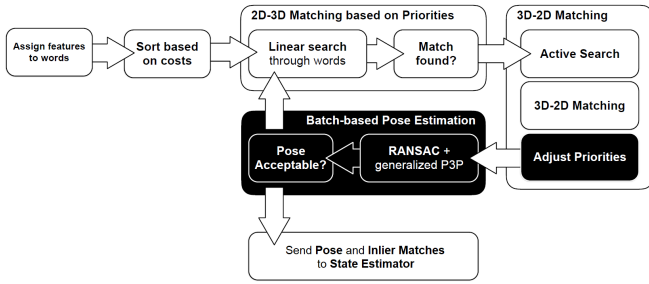 2D-3D Matching based on Priorities
3D-2D Matching
Assign features
to words
Sort based
on costs
Linear search
through words
Match
found?
Active Search
3D-2D Matching
Batch-based Pose Estimation
Pose
Acceptable?
RANSAC +
generalized P3P
Adjust Priorities
Send Pose and Inlier Matches
to State Estimator